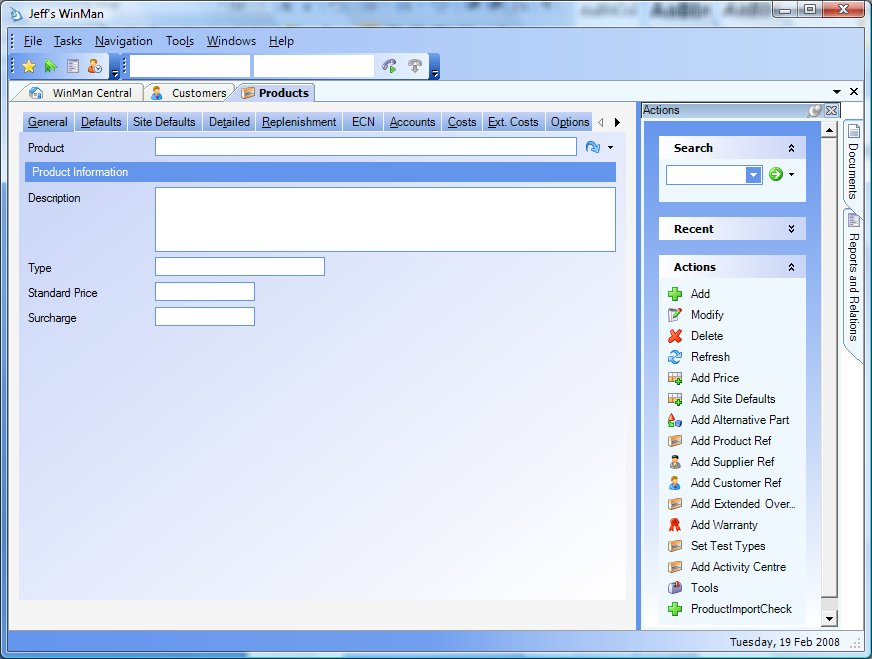 Jeff's WinMan
File Tasks Navigation Tools Windows Help
WinMan Central Customers Products
General Defaults Site Defaults Detailed Replenishment ECN Accounts Costs Ext. Costs Options
Product
Product Information
Description
Type
Standard Price
Surcharge
Actions
Search
Recent
Actions
Add
Modify
Delete
Refresh
Add Price
Add Site Defaults
Add Alternative Part
Add Product Ref
Add Supplier Ref
Add Customer Ref
Add Extended Over...
Add Warranty
Set Test Types
Add Activity Centre
Tools
ProductImportCheck
Documents
Reports and Relations
Tuesday, 19 Feb 2008